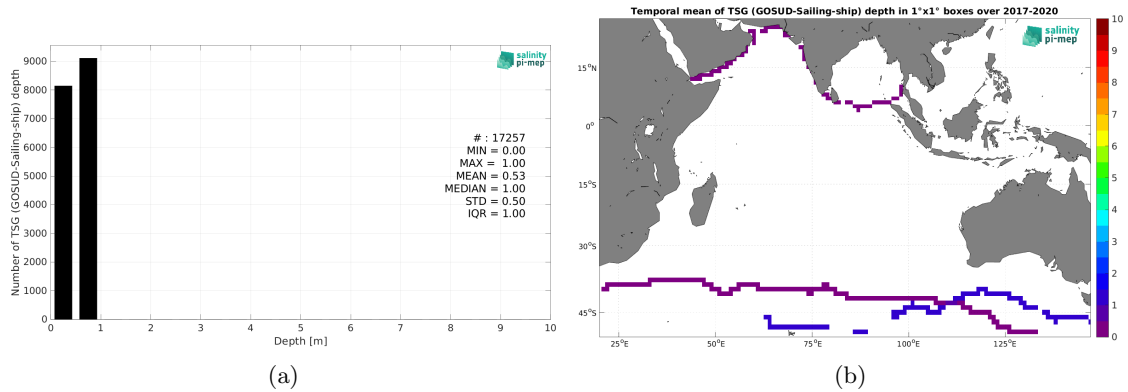 salinity
pi-mep
9000
8000
7000
6000
5000
4000
3000
2000
1000
0
Number of TSG (GOSUD-Sailing-ship) depth
# : 17257
MIN = 0.00
MAX = 1.00
MEAN = 0.53
MEDIAN = 1.00
STD = 0.50
IQR = 1.00
0 1 2 3 4 5 6 7 8 9 10
Depth [m]
(a)
Temporal mean of TSG (GOSUD-Sailing-ship) depth in 1°x1° boxes over 2017-2020
salinity
pi-mep
15°N
0°
15°S
30°S
45°S
25°E 50°E 75°E 100°E 125°E
10
9
8
7
6
5
4
3
2
1
0
(b)